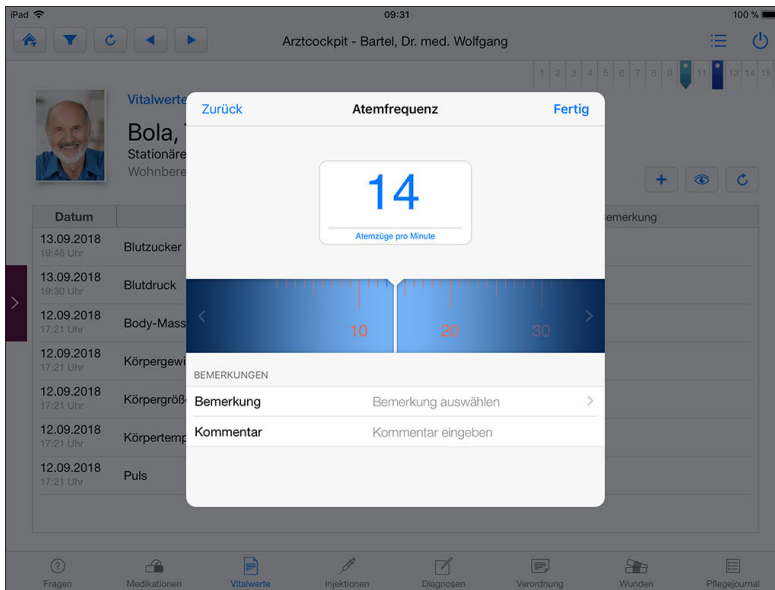 iPad 09:31 100 %
Arztcockpit - Bartel, Dr. med. Wolfgang
1 2 3 4 5 6 7 8 9 11 13 14 15
Vitalwerte
Bola,
Stationäre
Wohnbere
Zurück Atemfrequenz Fertig
14
Atemzüge pro Minute
10 20 30
BEMERKUNGEN
Bemerkung Bemerkung auswählen
Kommentar Kommentar eingeben
Datum emerkung
13.09.2018
19:46 Uhr
Blutzucker
13.09.2018
19:30 Uhr
Blutdruck
12.09.2018
17:21 Uhr
Body-Mass
12.09.2018
17:21 Uhr
Körpergewi
12.09.2018
17:21 Uhr
Körpergröß
12.09.2018
17:21 Uhr
Körpertemp
12.09.2018
17:21 Uhr
Puls
Fragen Medikationen Vitalwerte Injektionen Diagnosen Verordnung Wunden Pflegejournal